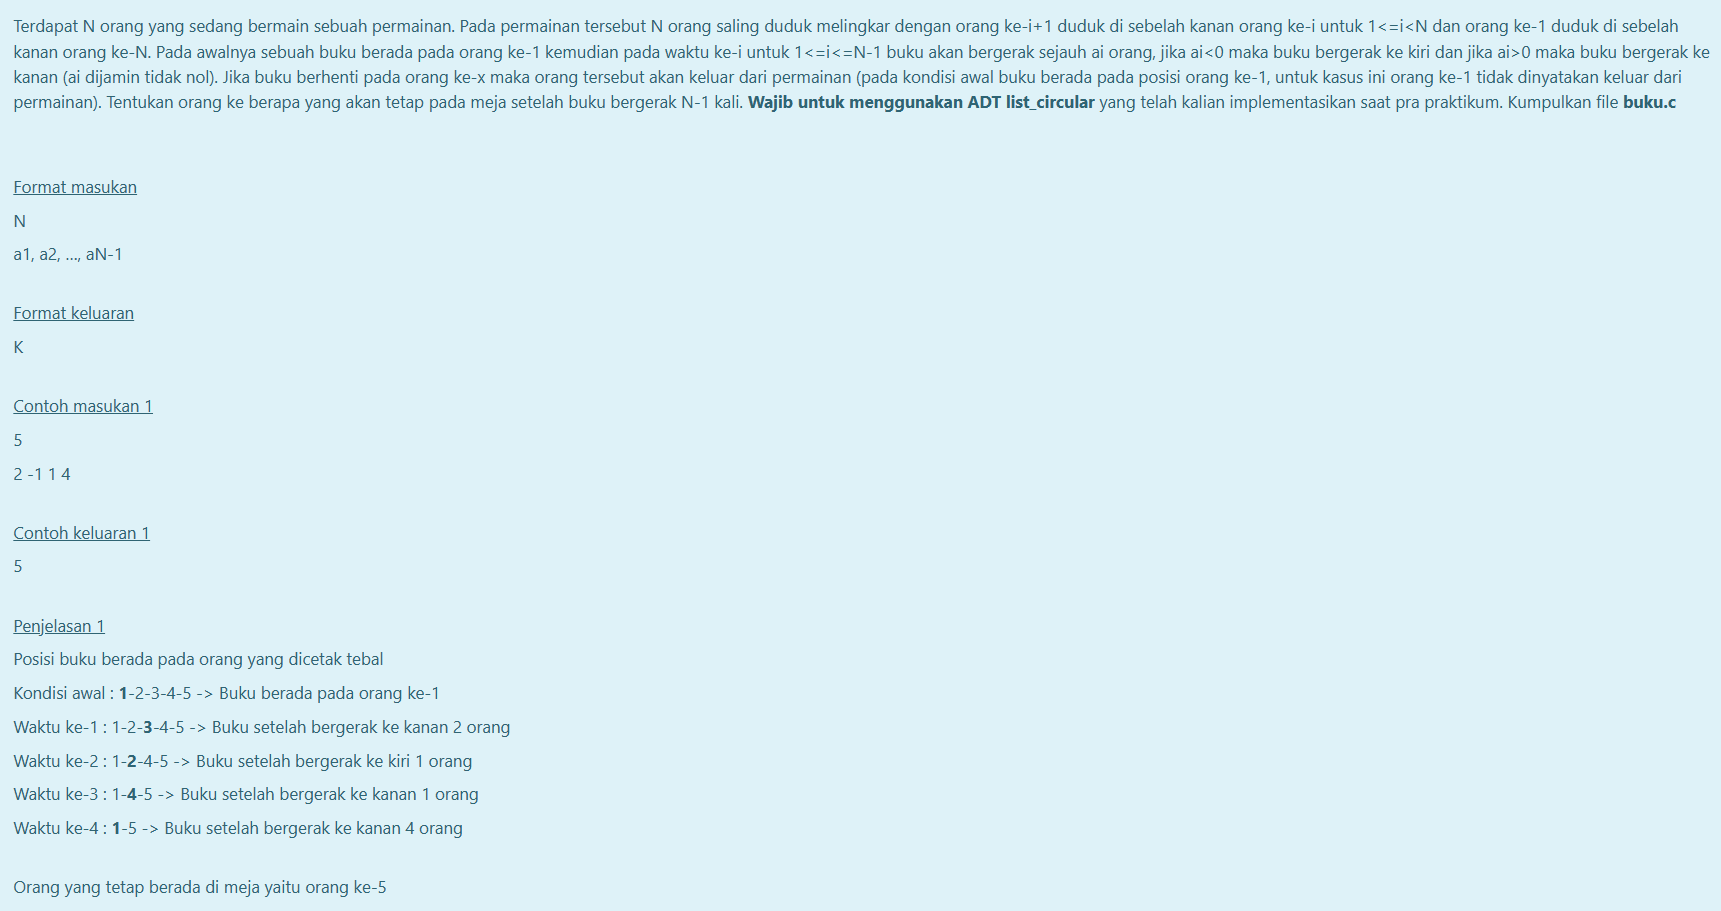 Terdapat N orang yang sedang bermain sebuah permainan. Pada permainan tersebut N orang saling duduk melingkar dengan orang ke-i+1 duduk di sebelah kanan orang ke-i untuk 1<=i<N dan orang ke-1 duduk di sebelah
kanan orang ke-N. Pada awalnya sebuah buku berada pada orang ke-1 kemudian pada waktu ke-i untuk 1<=i<=N-1 buku akan bergerak sejauh ai orang, jika ai<0 maka buku bergerak ke kiri dan jika ai>0 maka buku bergerak ke
kanan (ai dijamin tidak nol). Jika buku berhenti pada orang ke-x maka orang tersebut akan keluar dari permainan (pada kondisi awal buku berada pada posisi orang ke-1, untuk kasus ini orang ke-1 tidak dinyatakan keluar dari
permainan). Tentukan orang ke berapa yang akan tetap pada meja setelah buku bergerak N-1 kali. Wajib untuk menggunakan ADT list_circular yang telah kalian implementasikan saat pra praktikum. Kumpulkan file buku.c
Format masukan
N
a1, a2, ..., aN-1
Format keluaran
K
Contoh masukan 1
5
2 -1 1 4
Contoh keluaran 1
5
Penjelasan 1
Posisi buku berada pada orang yang dicetak tebal
Kondisi awal : 1-2-3-4-5 -> Buku berada pada orang ke-1
Waktu ke-1 : 1-2-3-4-5 -> Buku setelah bergerak ke kanan 2 orang
Waktu ke-2 : 1-2-4-5 -> Buku setelah bergerak ke kiri 1 orang
Waktu ke-3 : 1-4-5 -> Buku setelah bergerak ke kanan 1 orang
Waktu ke-4 : 1-5 -> Buku setelah bergerak ke kanan 4 orang
Orang yang tetap berada di meja yaitu orang ke-5